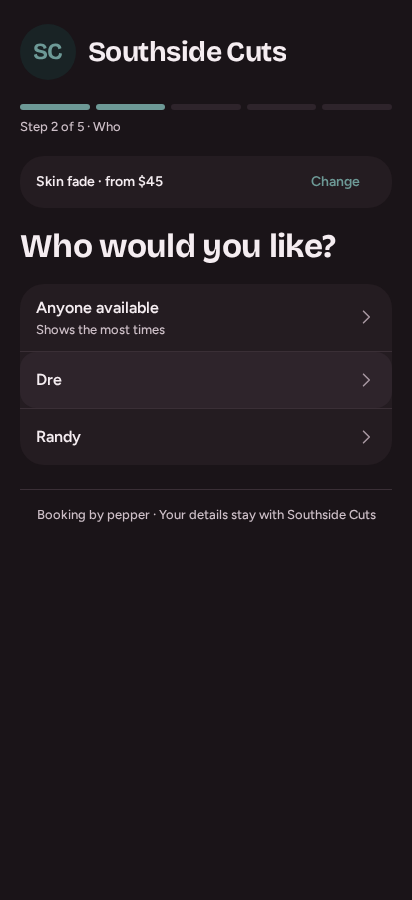 SC
Southside Cuts
Step 2 of 5 · Who
Skin fade · from $45
Change
Who would you like?
Anyone available
Shows the most times
Dre
Randy
Booking by pepper · Your details stay with Southside Cuts